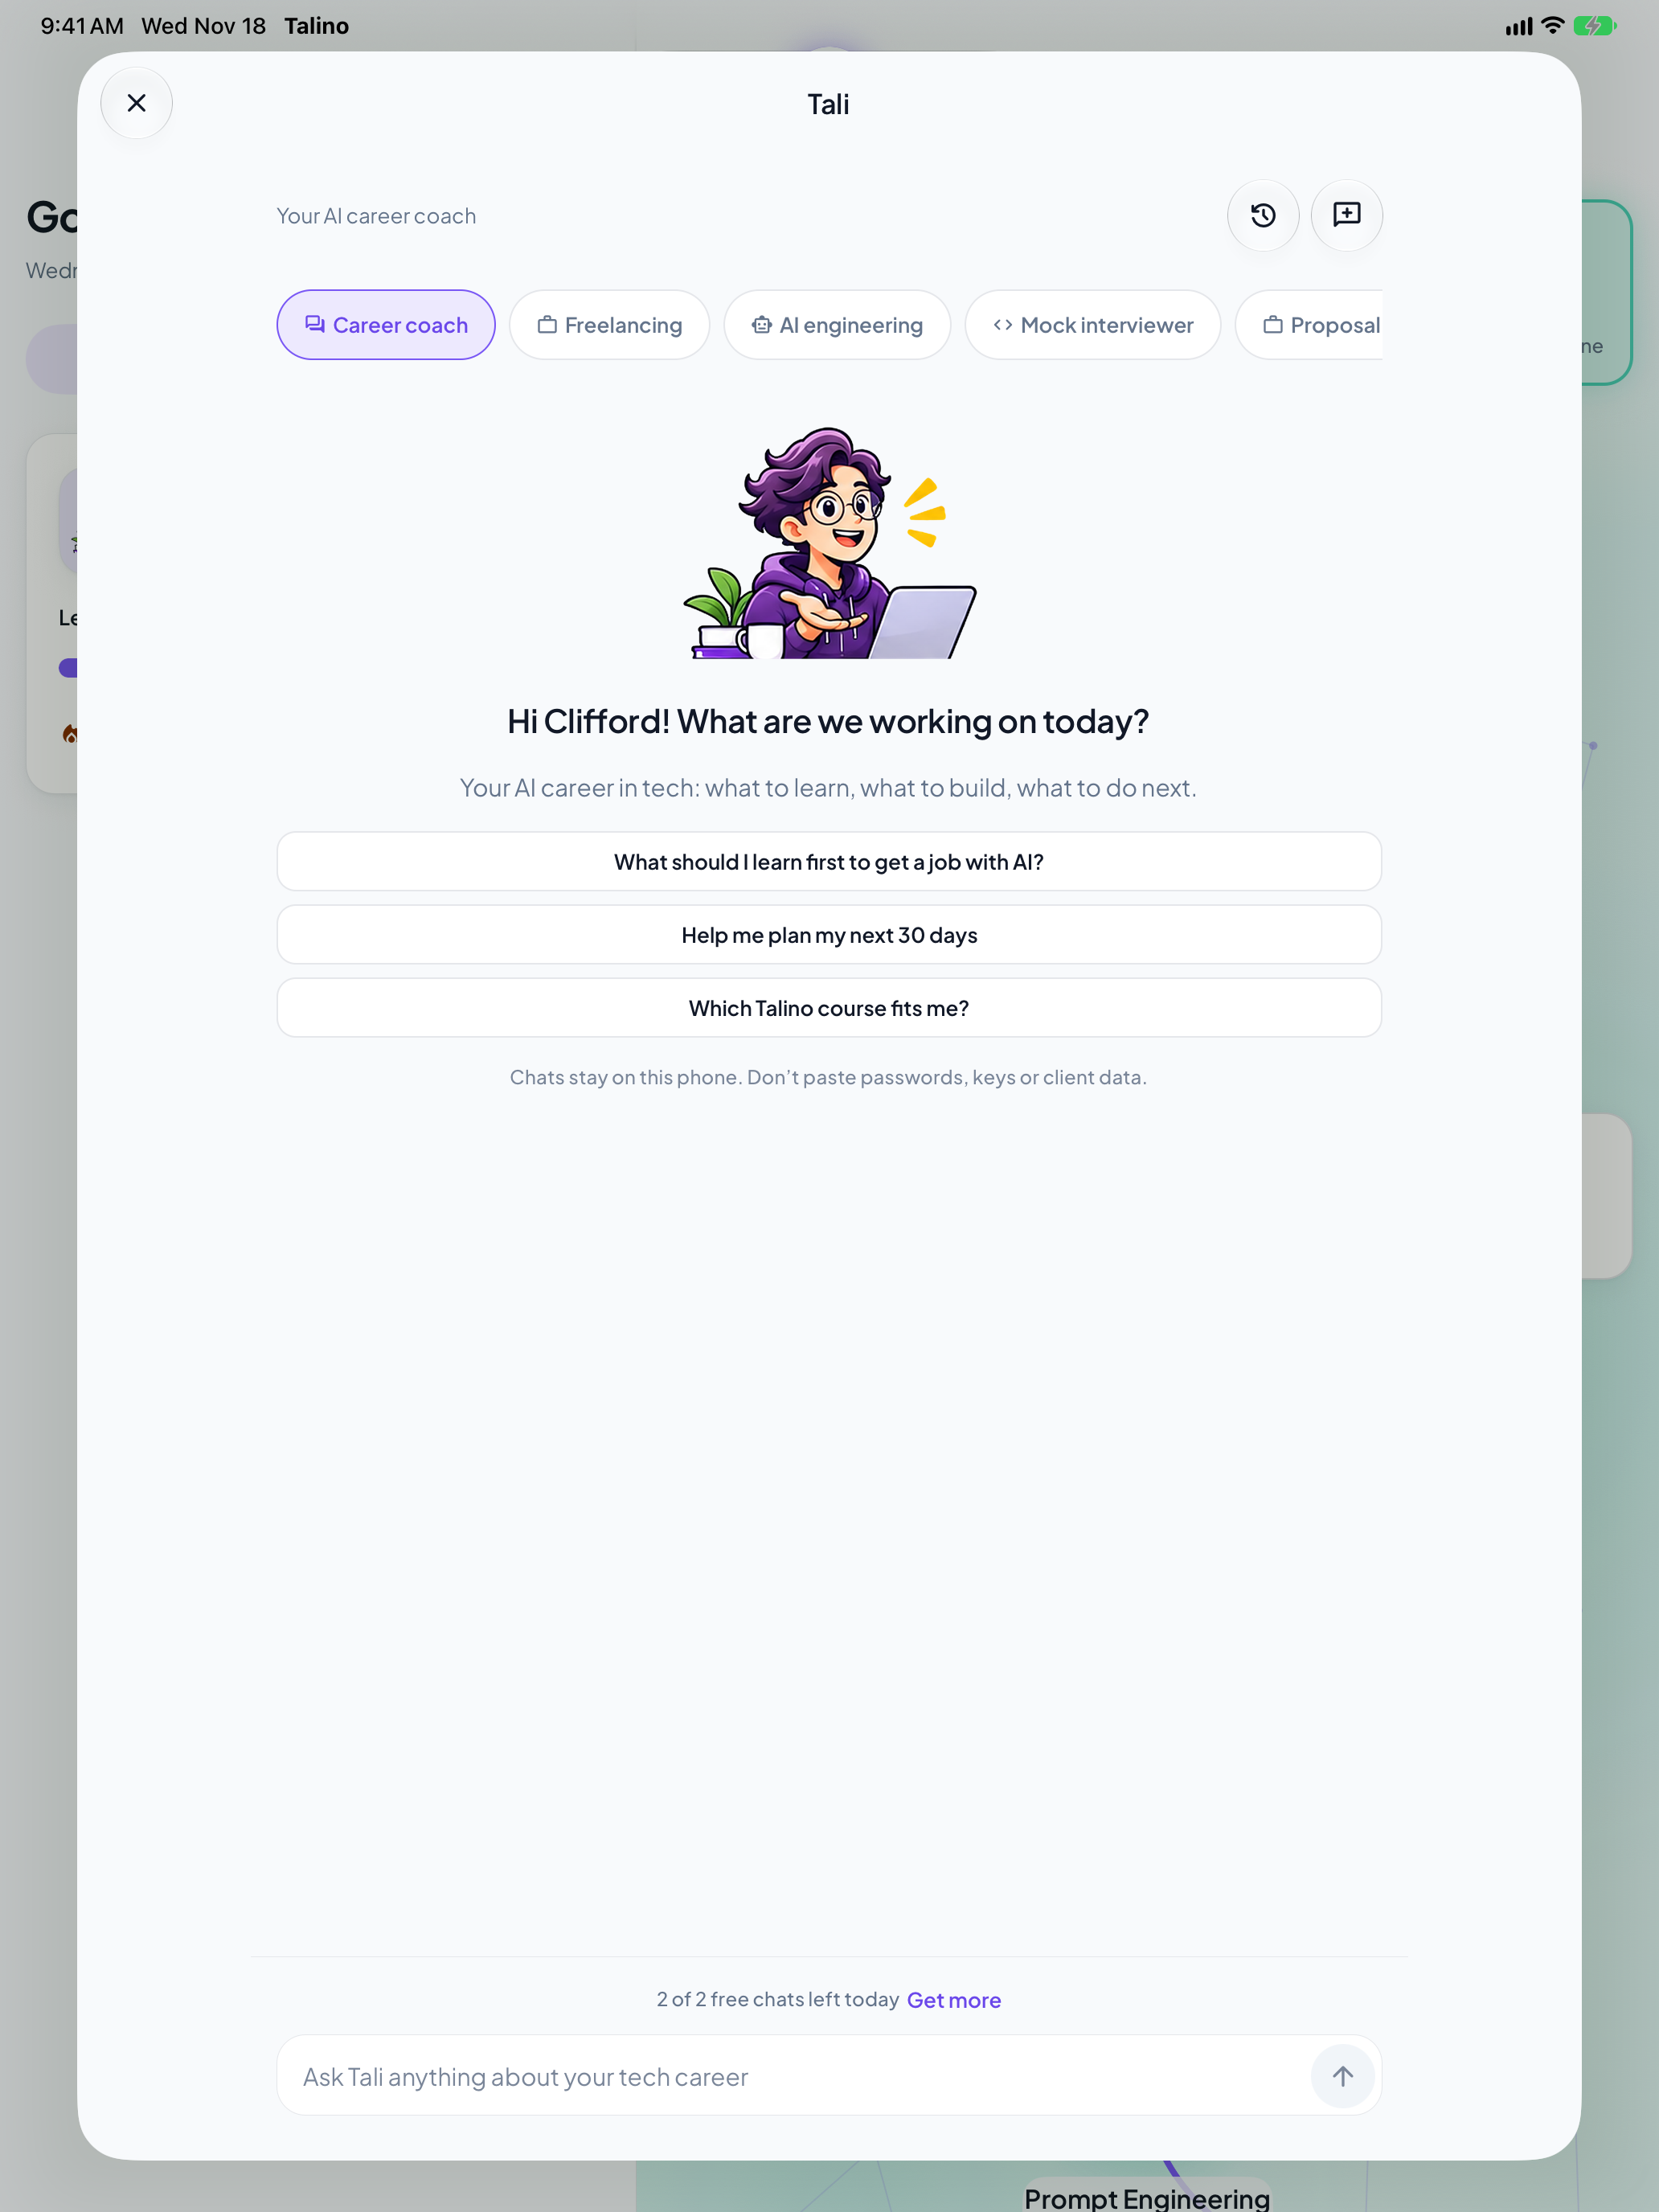 9:41 AM Wed Nov 18 Talino
Tali
Your AI career coach
Career coach
Freelancing
AI engineering
Mock interviewer
Proposal
Hi Clifford! What are we working on today?
Your AI career in tech: what to learn, what to build, what to do next.
What should I learn first to get a job with AI?
Help me plan my next 30 days
Which Talino course fits me?
Chats stay on this phone. Don’t paste passwords, keys or client data.
2 of 2 free chats left today Get more
Ask Tali anything about your tech career
Prompt Engineering